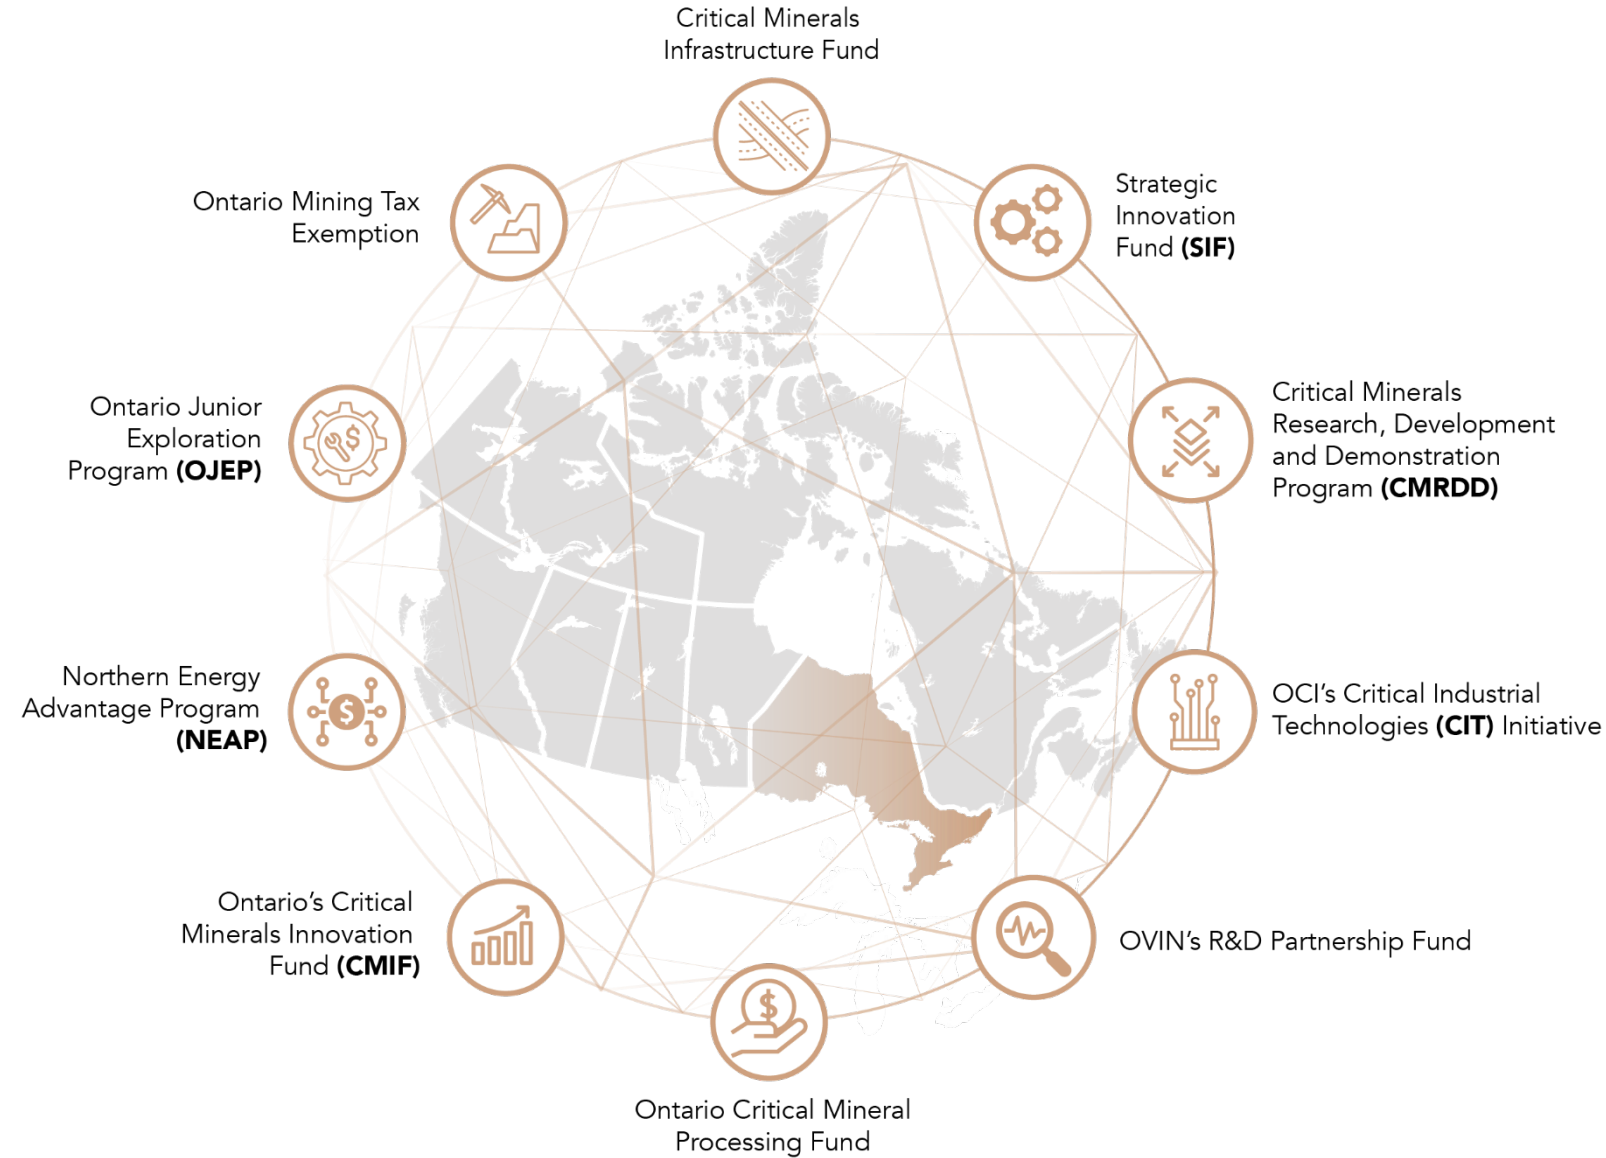 Critical Minerals
Infrastructure Fund
Strategic
Innovation
Fund (SIF)
Critical Minerals
Research, Development
and Demonstration
Program (CMRDD)
OCI’s Critical Industrial
Technologies (CIT) Initiative
OVIN’s R&D Partnership Fund
Ontario Critical Mineral
Processing Fund
Ontario’s Critical
Minerals Innovation
Fund (CMIF)
Northern Energy
Advantage Program
(NEAP)
Ontario Junior
Exploration
Program (OJEP)
Ontario Mining Tax
Exemption
$
$
$